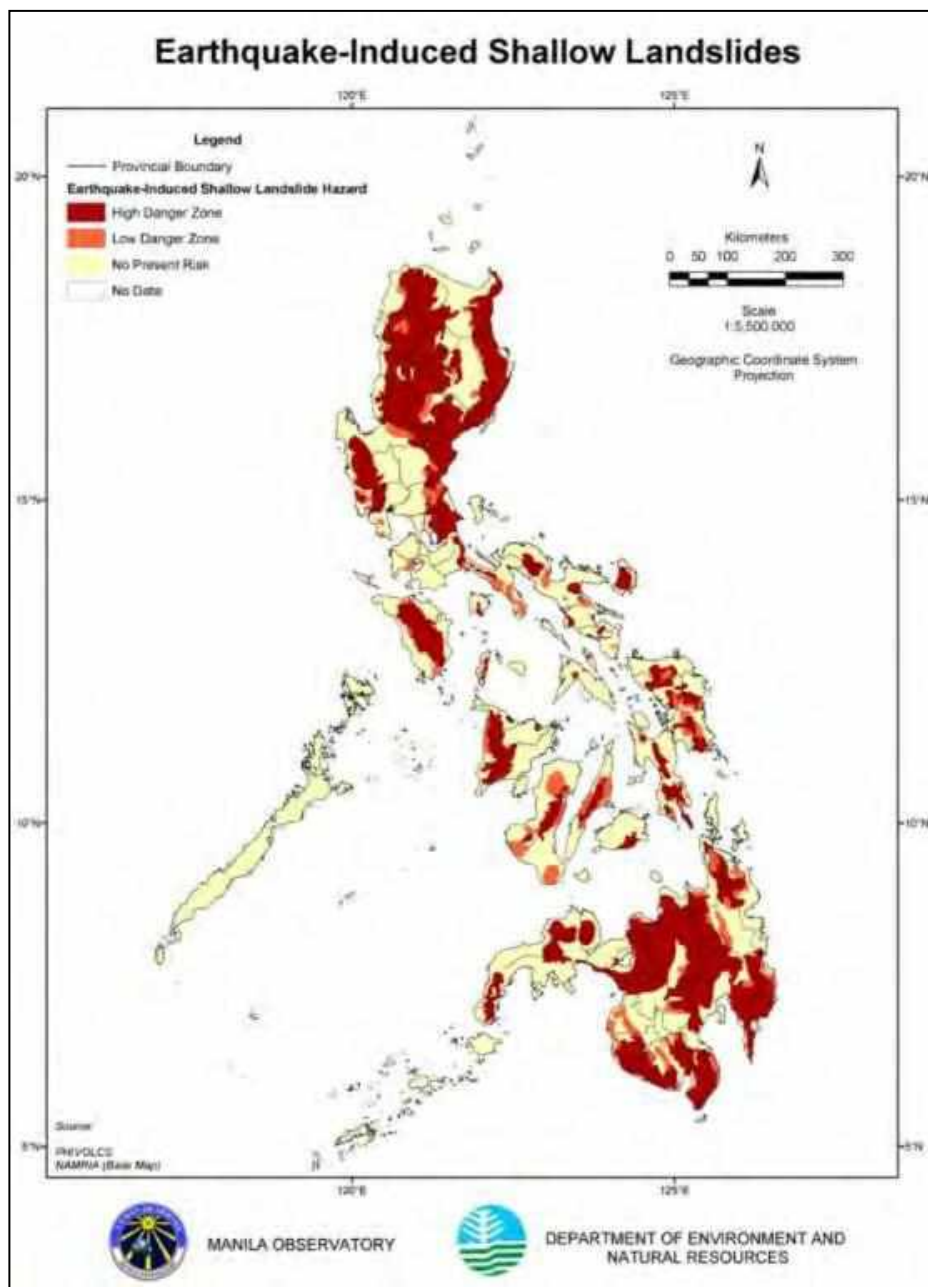 Earthquake-Induced Shallow Landslides
120°E
125°E
Legend
Provincial Boundary
Earthquake-Induced Shallow Landslide Hazard
High Danger Zone
Low Danger Zone
No Present Risk
No Data
N
Kilometers
0 50 100 200 300
Scale
1:5,500,000
Geographic Coordinate System
Projection
20°N
20°N
15°N
15°N
10°N
10°N
5°N
5°N
Source:
PHIVOLCS
NAMRIA (Base Map)
120°E
125°E
MANILA OBSERVATORY
DEPARTMENT OF ENVIRONMENT AND
NATURAL RESOURCES